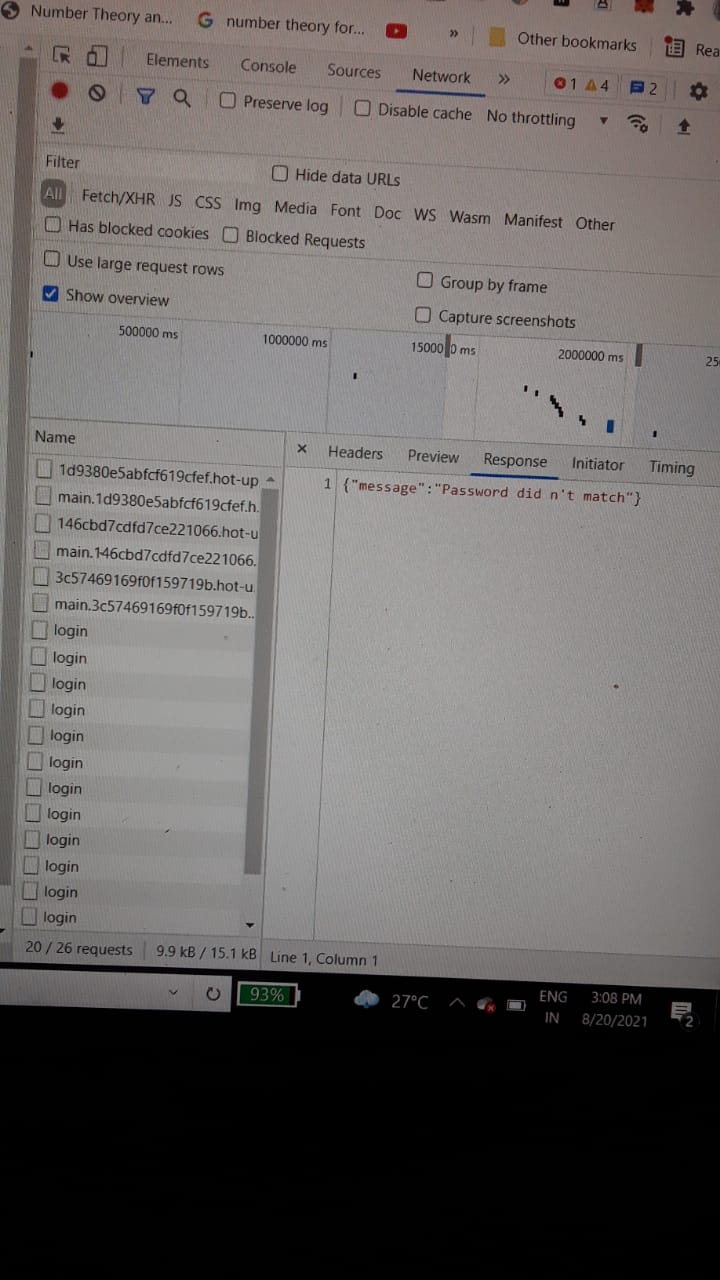 Number Theory an...
number theory for...
»
Other bookmarks
Rea
Elements
Console
Sources
Network
»
1
4
2
Preserve log
Disable cache
No throttling
Filter
Hide data URLs
All
Fetch/XHR
JS
CSS
Img
Media
Font
Doc
WS
Wasm
Manifest
Other
Has blocked cookies
Blocked Requests
Use large request rows
Group by frame
Show overview
Capture screenshots
500000 ms
1000000 ms
15000 0 ms
2000000 ms
25
Name
× Headers
Preview
Response
Initiator
Timing
1 {"message":"Password did n't match"}
1d9380e5abfcf619cfef.hot-up
main.1d9380e5abfcf619cfef.h.
146cbd7cdfd7ce221066.hot-u
main.146cbd7cdfd7ce221066.
3c57469169f0f159719b.hot-u
main.3c57469169f0f159719b..
login
login
login
login
login
login
login
login
login
login
login
login
20 / 26 requests
9.9 kB / 15.1 kB
Line 1, Column 1
93%
27°C
ENG
IN
3:08 PM
8/20/2021
2